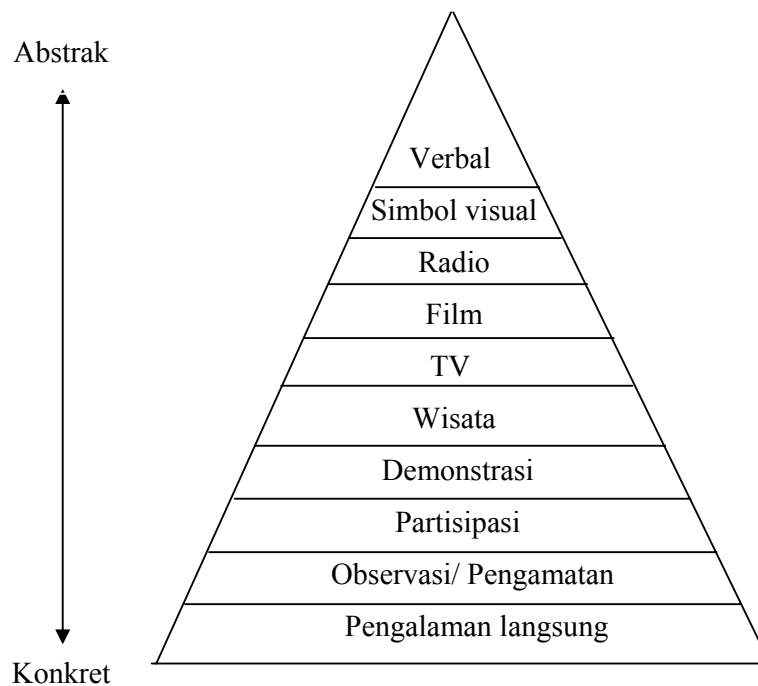 Abstrak
Verbal
Simbol visual
Radio
Film
TV
Wisata
Demonstrasi
Partisipasi
Observasi/ Pengamatan
Pengalaman langsung
Konkret